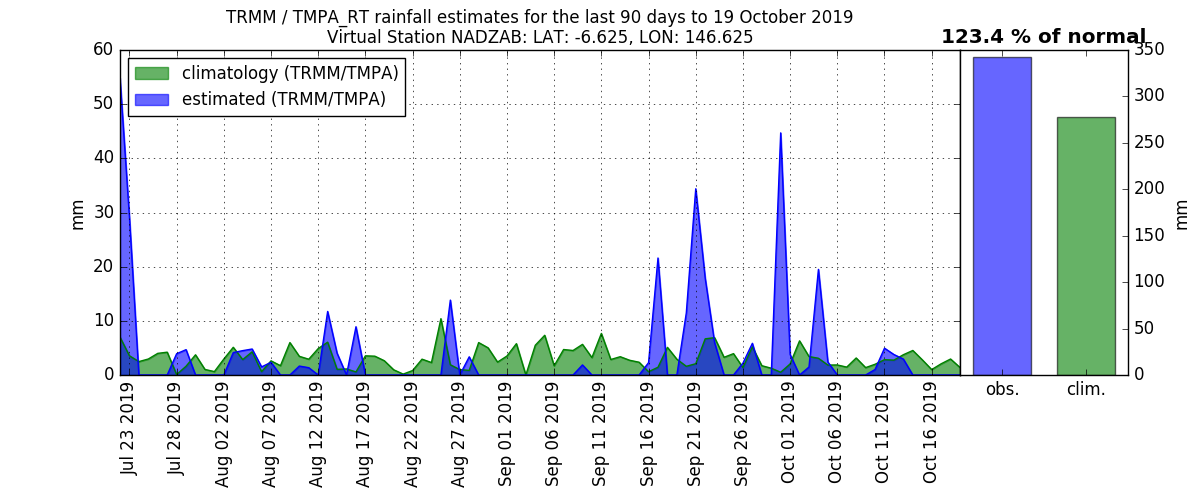 TRMM / TMPA_RT rainfall estimates for the last 90 days to 19 October 2019
Virtual Station NADZAB: LAT: -6.625, LON: 146.625
123.4 % of normal
climatology (TRMM/TMPA)
estimated (TRMM/TMPA)
60
50
40
30
20
10
0
mm
Jul 23 2019
Jul 28 2019
Aug 02 2019
Aug 07 2019
Aug 12 2019
Aug 17 2019
Aug 22 2019
Aug 27 2019
Sep 01 2019
Sep 06 2019
Sep 11 2019
Sep 16 2019
Sep 21 2019
Sep 26 2019
Oct 01 2019
Oct 06 2019
Oct 11 2019
Oct 16 2019
obs.
clim.
350
300
250
200
150
100
50
0
mm